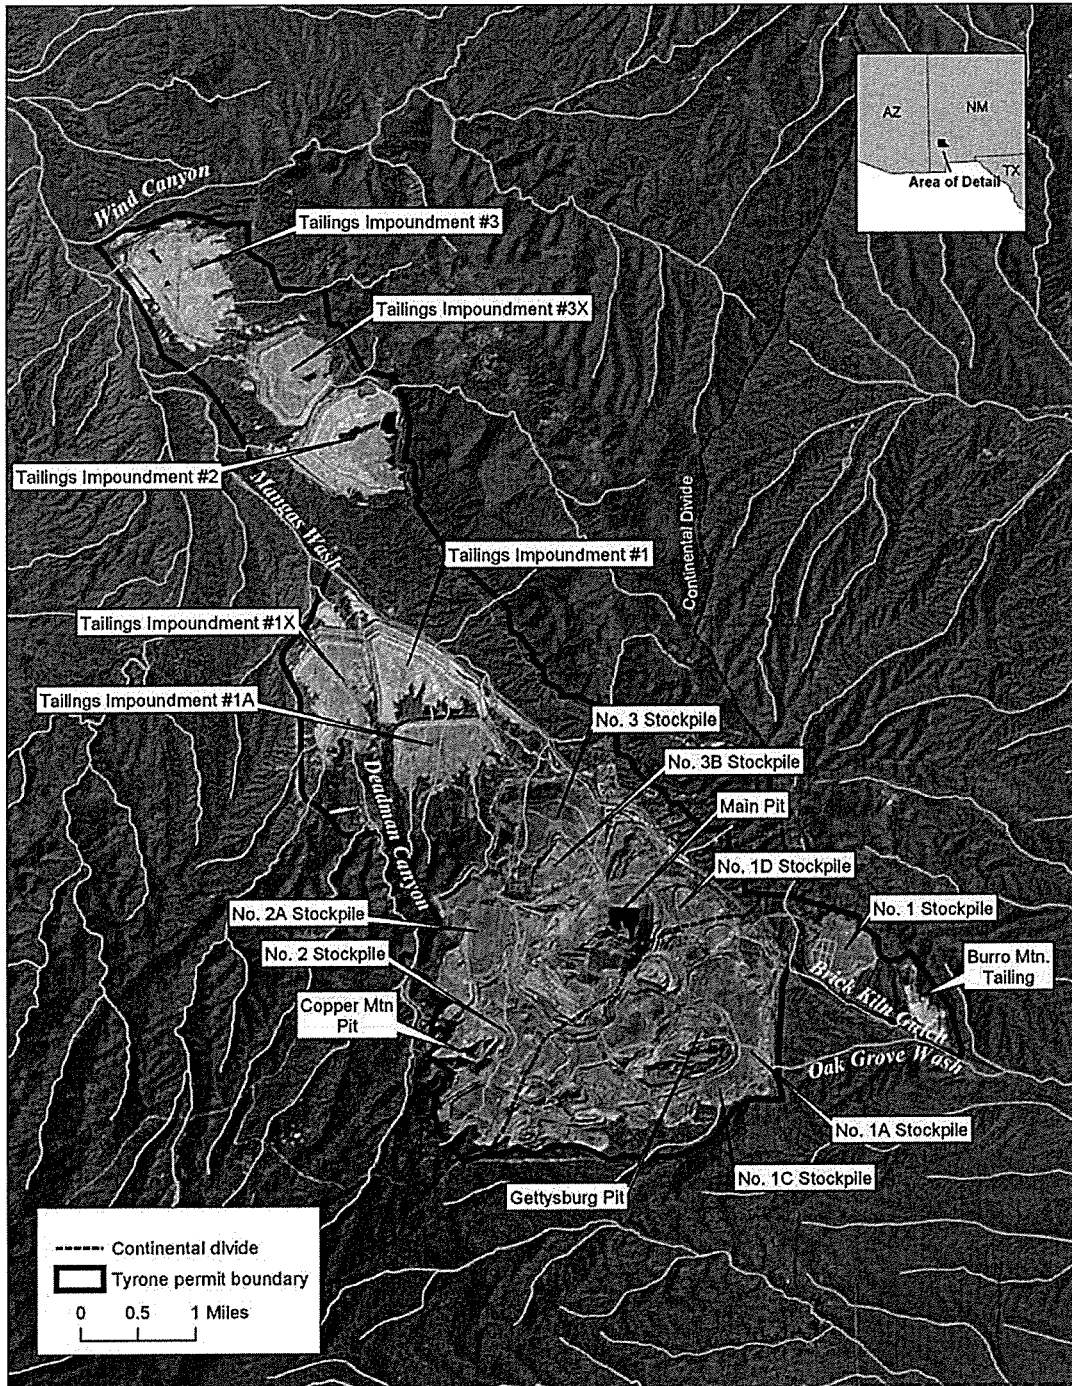 AZ
NM
TX
Area of Detail
Wind Canyon
Tailings Impoundment #3
Tailings Impoundment #3X
Tailings Impoundment #2
Mangas Wash
Continental Divide
Tailings Impoundment #1
Tailings Impoundment #1X
Tailings Impoundment #1A
No. 3 Stockpile
No. 3B Stockpile
Deadman Canyon
Main Pit
No. 1D Stockpile
No. 2A Stockpile
No. 1 Stockpile
No. 2 Stockpile
Burro Mtn.
Tailing
Copper Mtn
Pit
Brick Kiln Gulch
Oak Grove Wash
No. 1A Stockpile
No. 1C Stockpile
Gettysburg Pit
Continental divide
Tyrone permit boundary
0 0.5 1 Miles